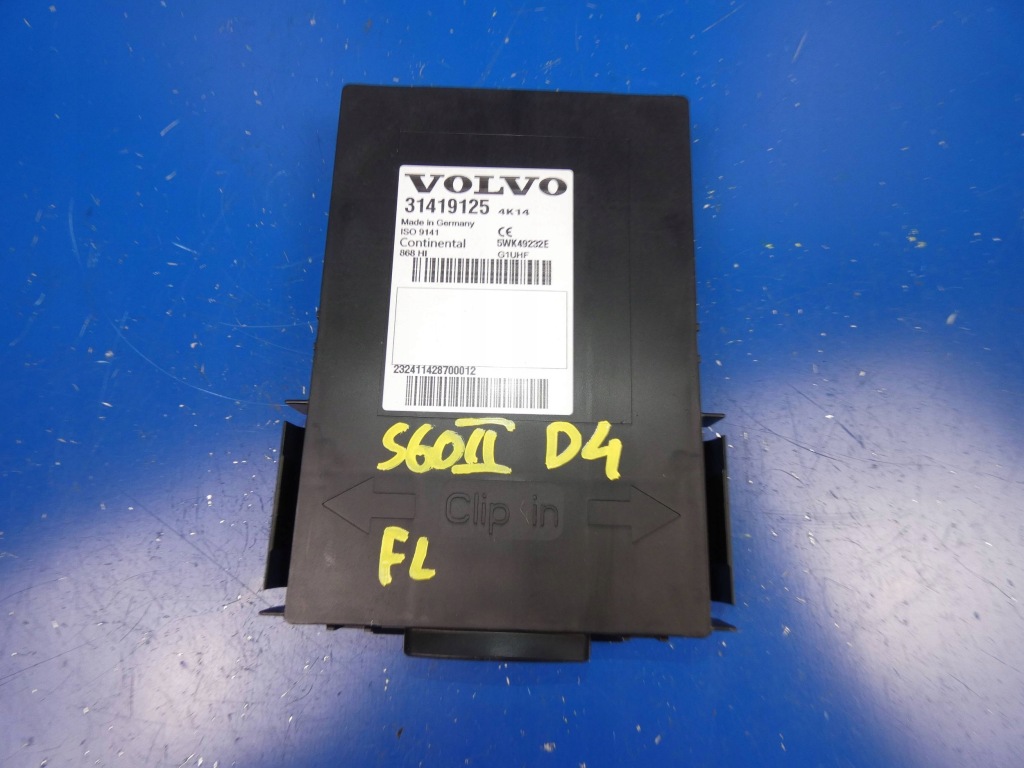 VOLVO
31419125 4K14
Made in Germany
ISO 9141 CE
Continental 5WK49232E
868 HI G1UHF
232411428700012
S60II D4
Clip in
FL